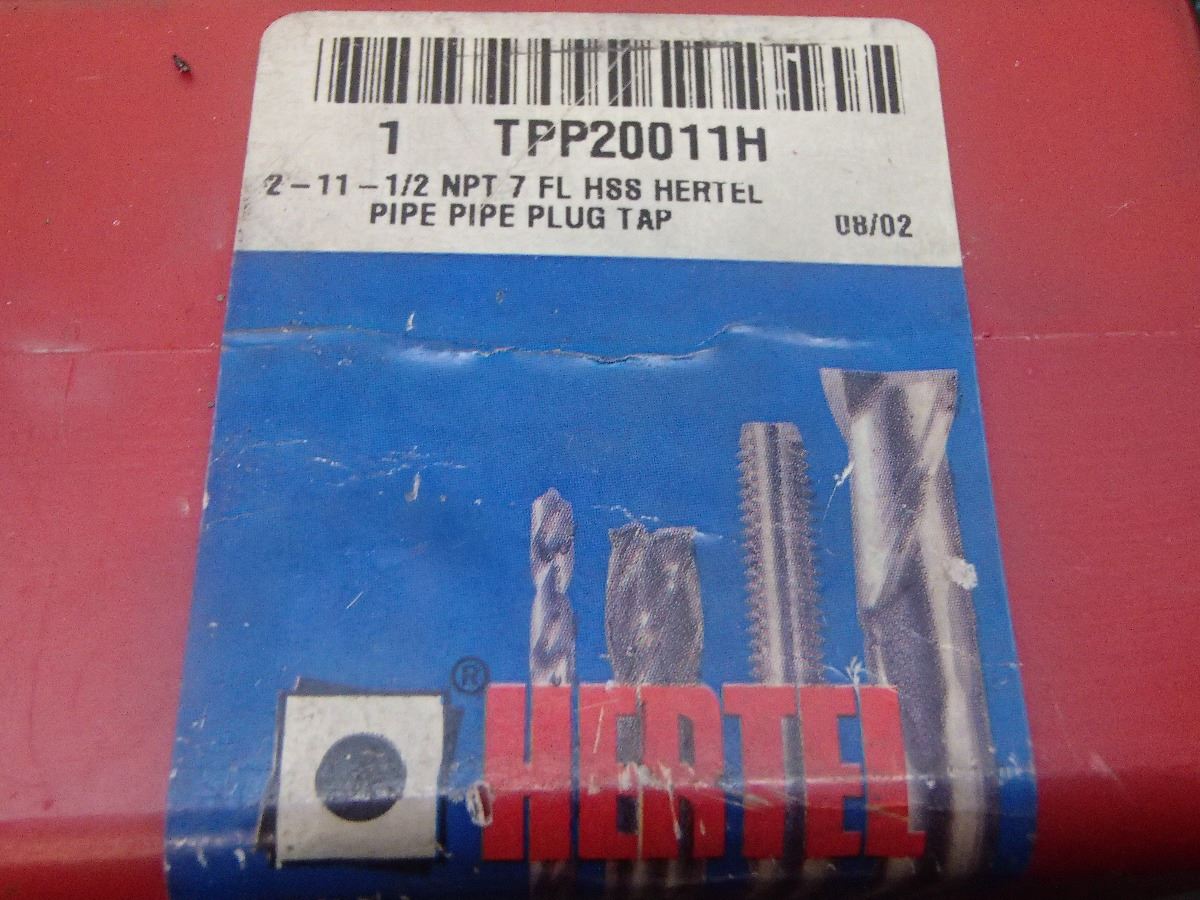 1 TPP20011H
2-11-1/2 NPT 7 FL HSS HERTEL
PIPE PIPE PLUG TAP 08/02
®
HERTEL